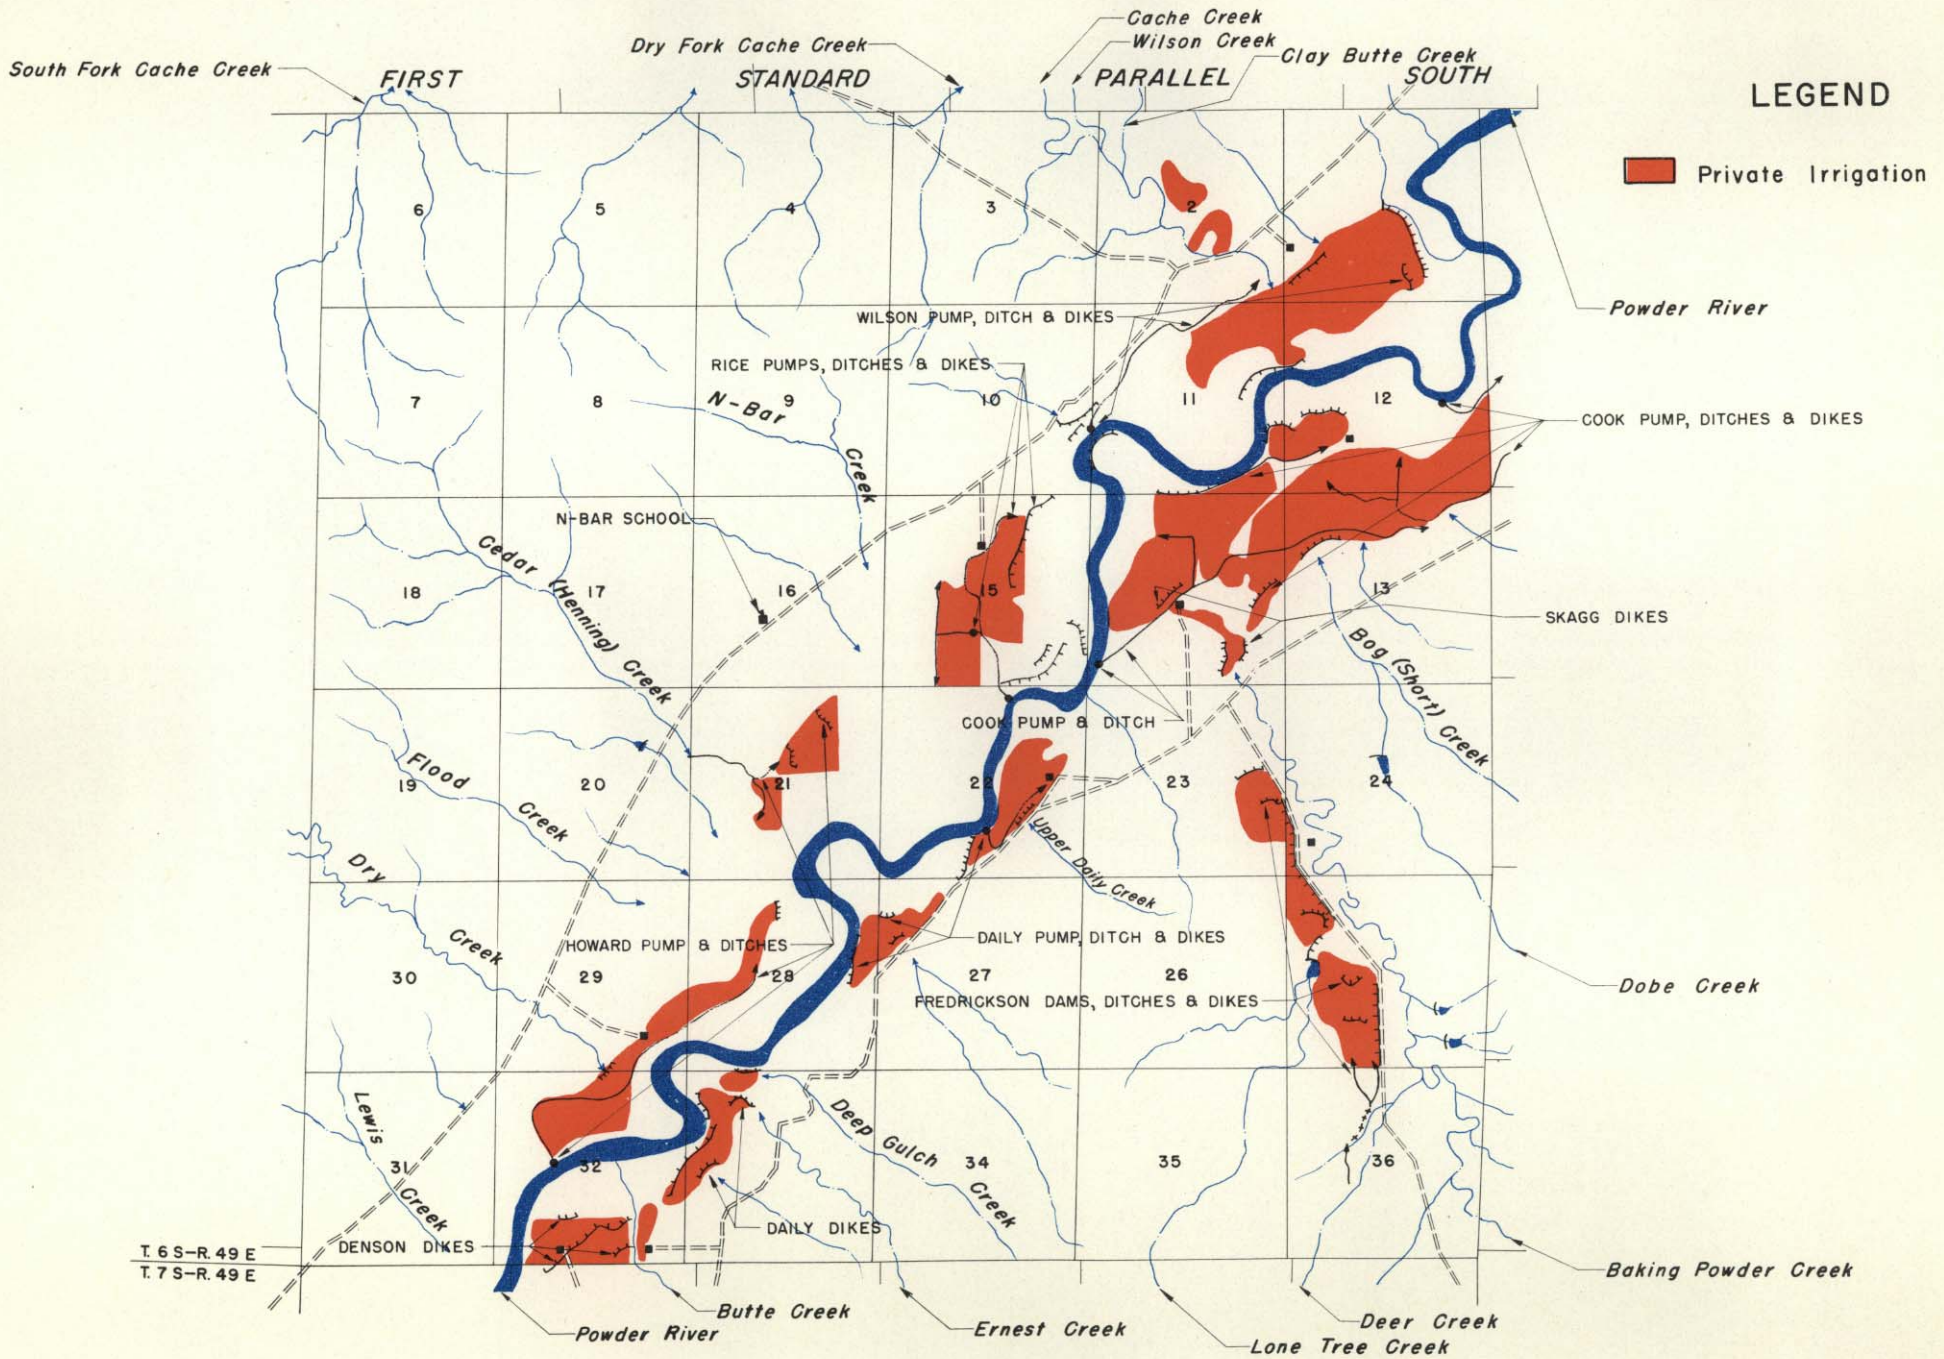 Cache Creek
Dry Fork Cache Creek
Wilson Creek
Clay Butte Creek
South Fork Cache Creek
FIRST STANDARD PARALLEL SOUTH
LEGEND
Private Irrigation
6 5 4 3 2
Powder River
WILSON PUMP, DITCH & DIKES
RICE PUMPS, DITCHES & DIKES
N-Bar Creek
7 8 9 10 11 12
COOK PUMP, DITCHES & DIKES
N-BAR SCHOOL
Cedar (Henning) Creek
18 17 16 15 13
SKAGG DIKES
Bog (Short) Creek
COOK PUMP & DITCH
Flood Creek
19 20 21 22 23 24
Upper Daily Creek
Dry Creek
HOWARD PUMP & DITCHES
DAILY PUMP, DITCH & DIKES
30 29 28 27 26
FREDRICKSON DAMS, DITCHES & DIKES
Dobe Creek
Lewis Creek
Deep Gulch Creek
31 32 34 35 36
DAILY DIKES
DENSON DIKES
T. 6 S-R. 49 E
T. 7 S-R. 49 E
Baking Powder Creek
Butte Creek
Powder River
Ernest Creek
Deer Creek
Lone Tree Creek